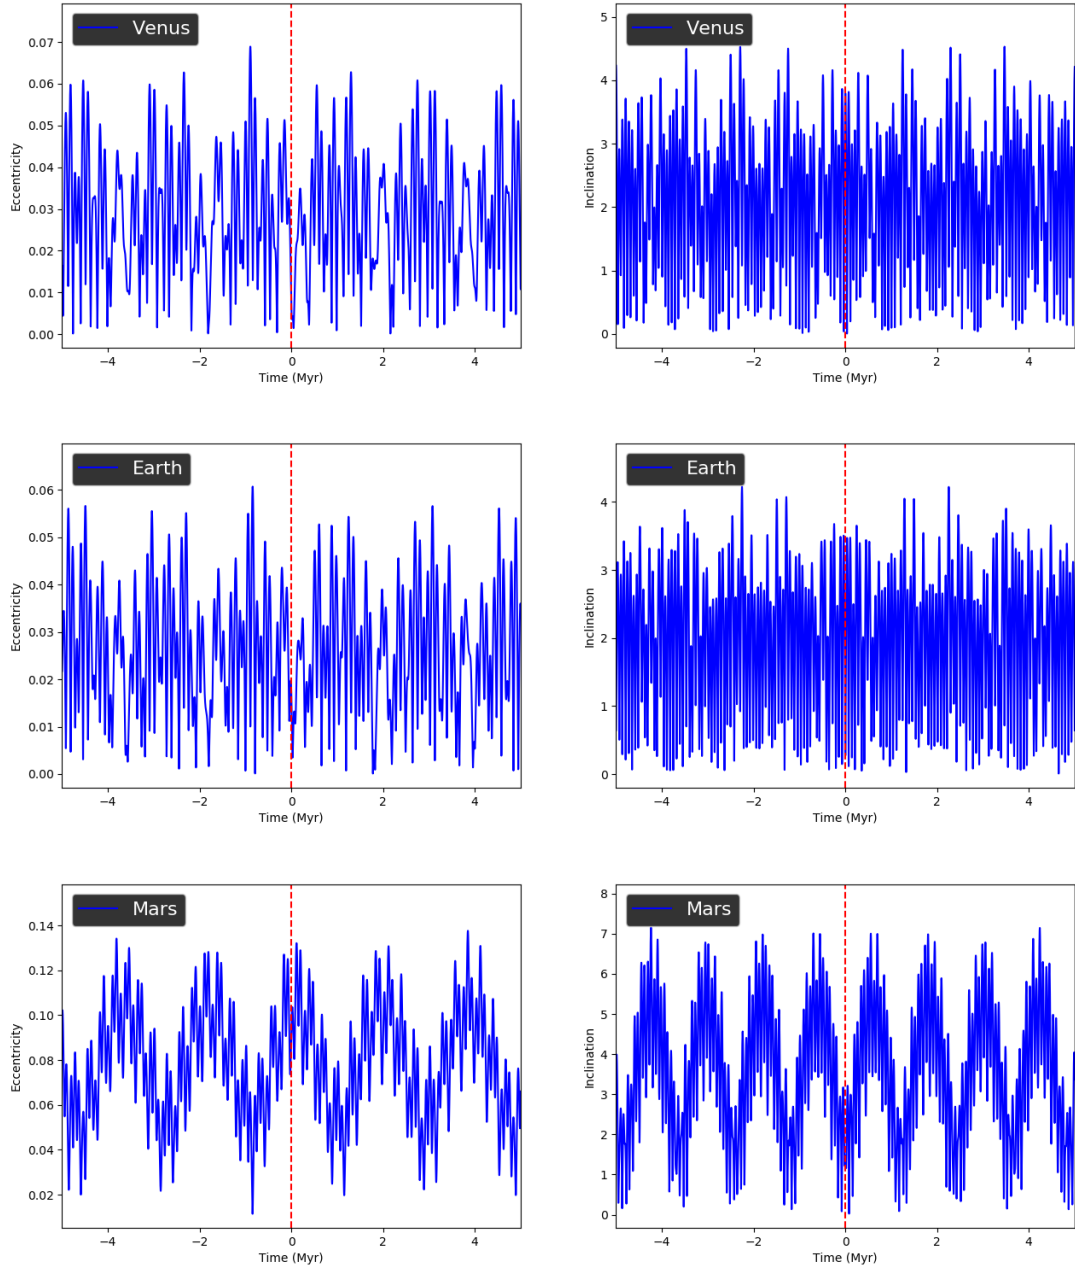 Venus
0.07
0.06
0.05
0.04
0.03
0.02
0.01
0.00
Eccentricity
−4 −2 0 2 4
Time (Myr)
Venus
5
4
3
2
1
0
Inclination
−4 −2 0 2 4
Time (Myr)
Earth
0.06
0.05
0.04
0.03
0.02
0.01
0.00
Eccentricity
−4 −2 0 2 4
Time (Myr)
Earth
4
3
2
1
0
Inclination
−4 −2 0 2 4
Time (Myr)
Mars
0.14
0.12
0.10
0.08
0.06
0.04
0.02
Eccentricity
−4 −2 0 2 4
Time (Myr)
Mars
8
7
6
5
4
3
2
1
0
Inclination
−4 −2 0 2 4
Time (Myr)